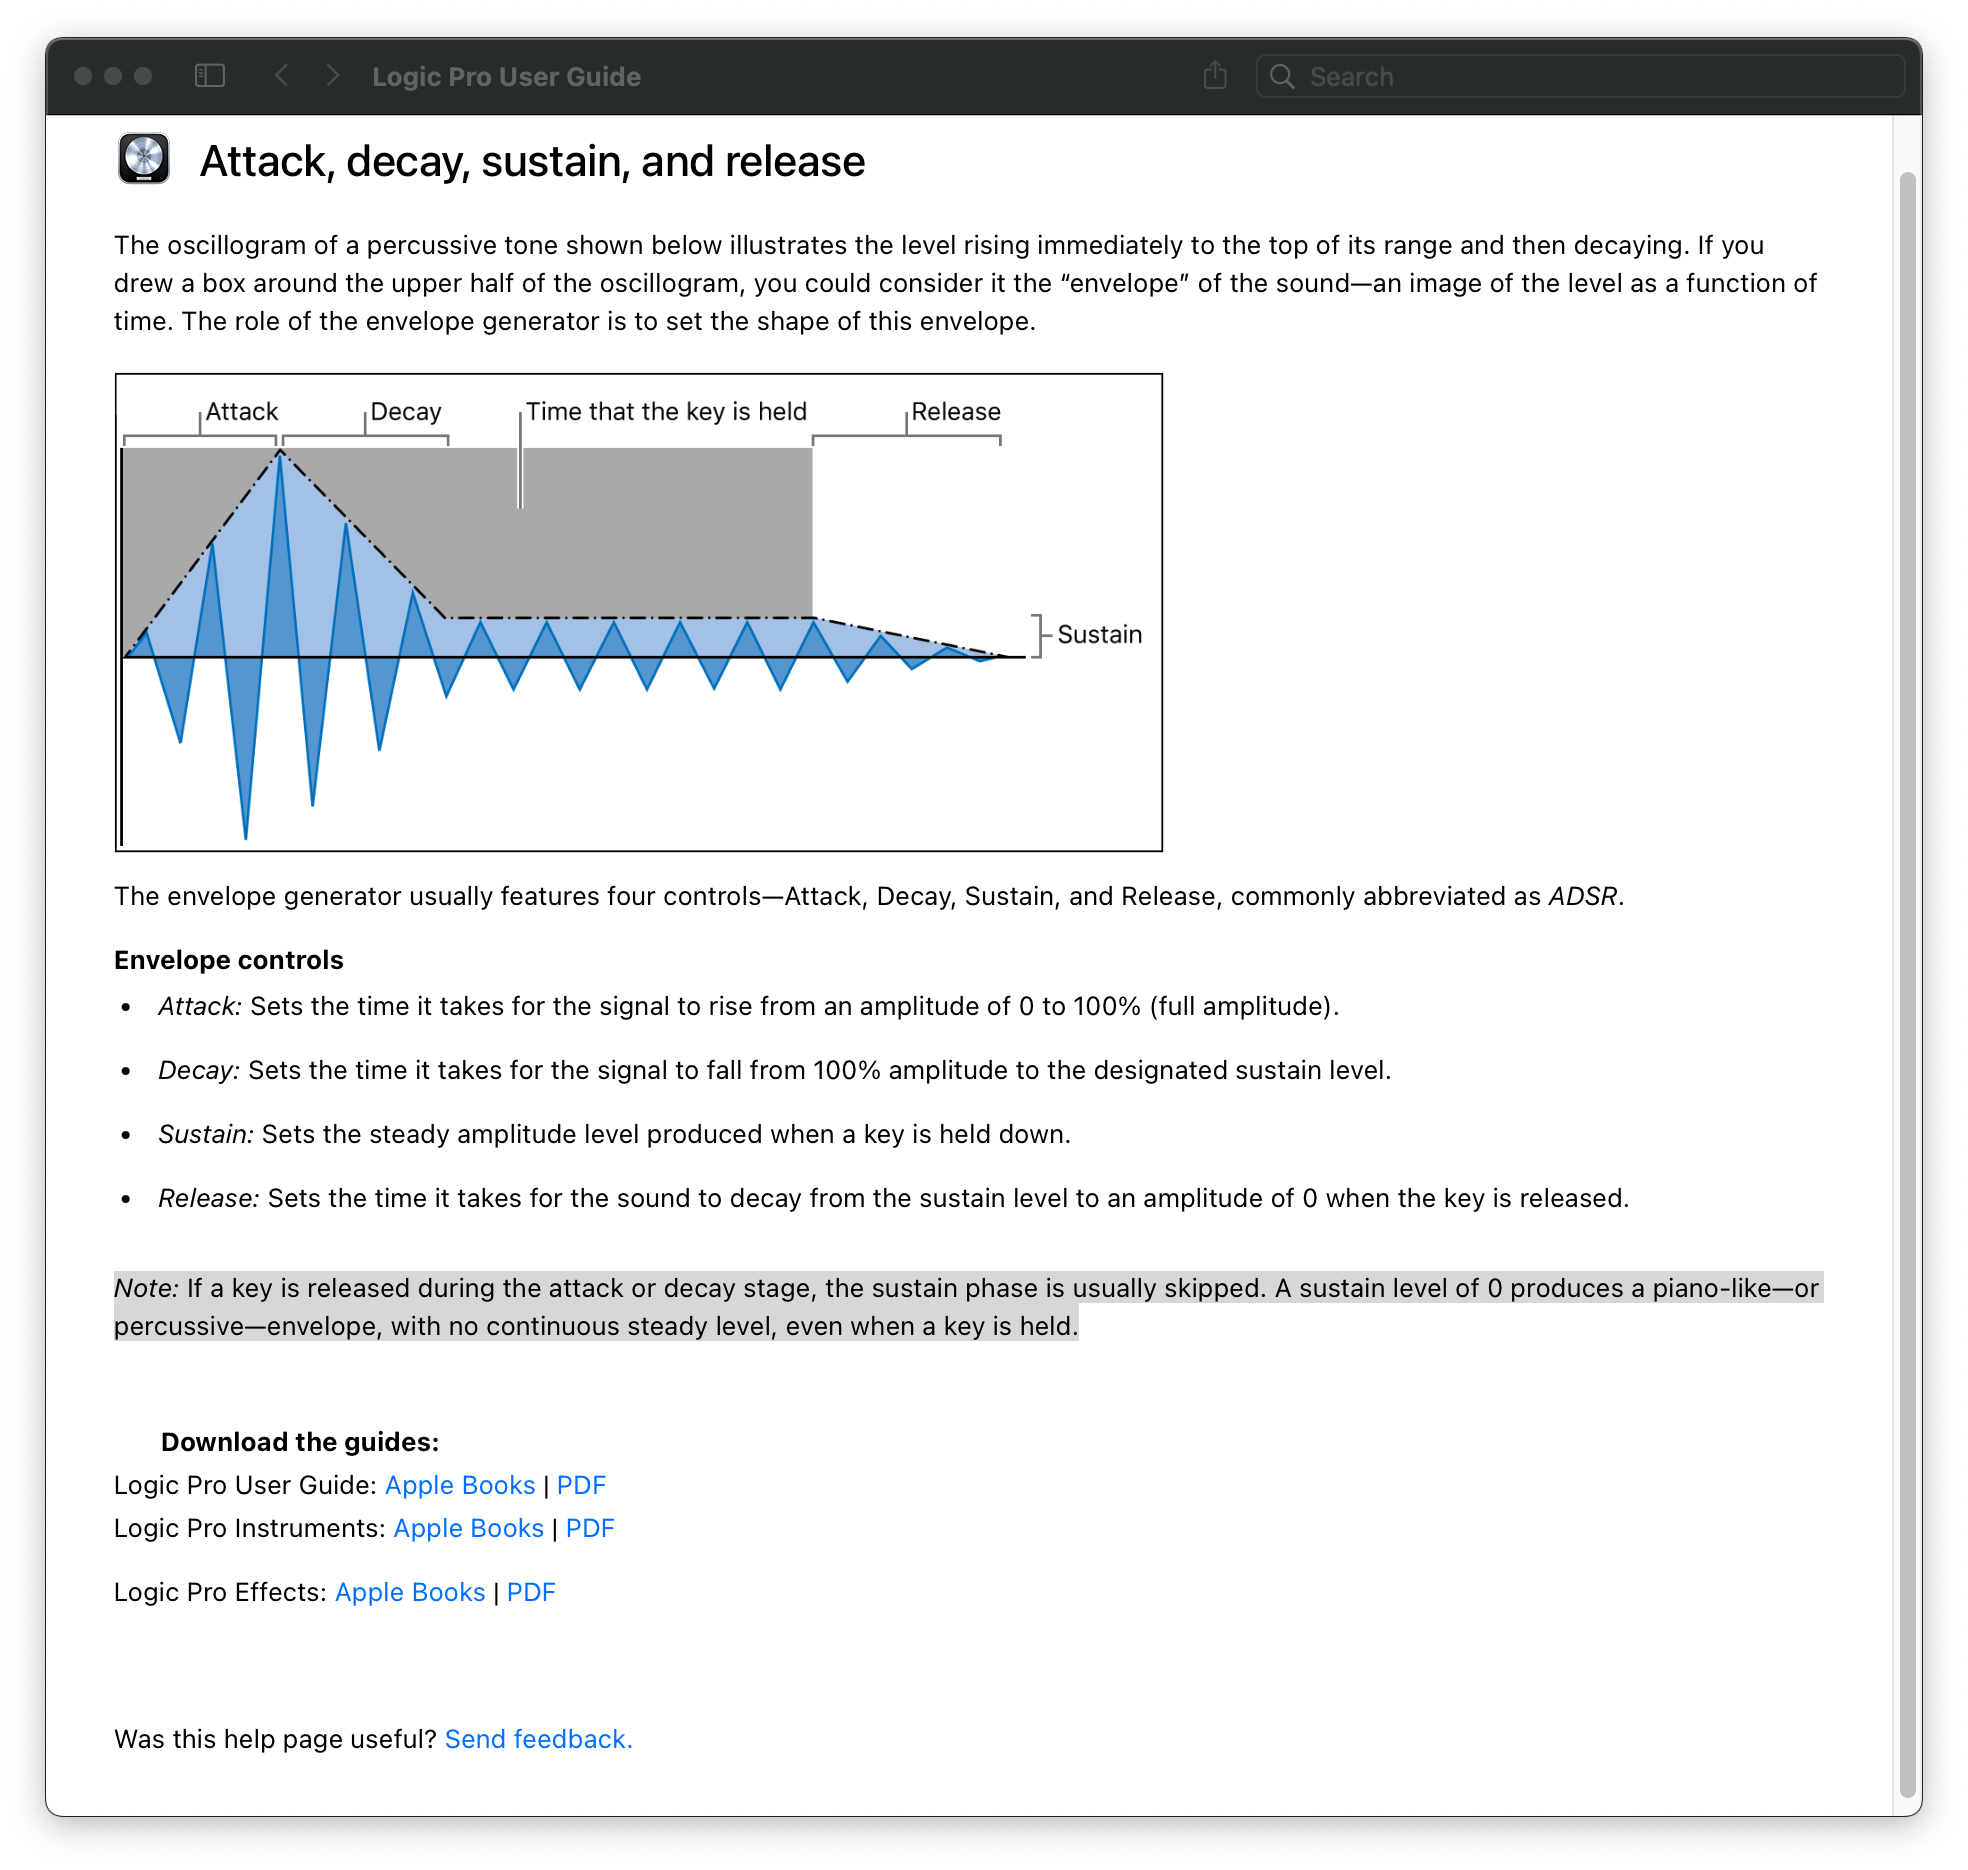 Logic Pro User Guide
Search
Attack, decay, sustain, and release
The oscillogram of a percussive tone shown below illustrates the level rising immediately to the top of its range and then decaying. If you
drew a box around the upper half of the oscillogram, you could consider it the “envelope” of the sound—an image of the level as a function of
time. The role of the envelope generator is to set the shape of this envelope.
Attack
Decay
Time that the key is held
Release
Sustain
The envelope generator usually features four controls—Attack, Decay, Sustain, and Release, commonly abbreviated as ADSR.
Envelope controls
• Attack: Sets the time it takes for the signal to rise from an amplitude of 0 to 100% (full amplitude).
• Decay: Sets the time it takes for the signal to fall from 100% amplitude to the designated sustain level.
• Sustain: Sets the steady amplitude level produced when a key is held down.
• Release: Sets the time it takes for the sound to decay from the sustain level to an amplitude of 0 when the key is released.
Note: If a key is released during the attack or decay stage, the sustain phase is usually skipped. A sustain level of 0 produces a piano-like—or
percussive—envelope, with no continuous steady level, even when a key is held.
Download the guides:
Logic Pro User Guide: Apple Books | PDF
Logic Pro Instruments: Apple Books | PDF
Logic Pro Effects: Apple Books | PDF
Was this help page useful? Send feedback.